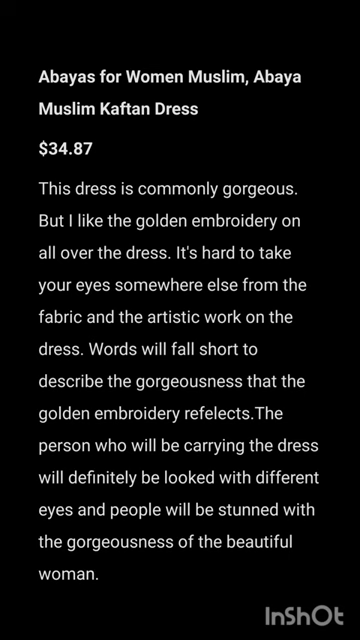 Abayas for Women Muslim, Abaya
Muslim Kaftan Dress
$34.87
This dress is commonly gorgeous.
But I like the golden embroidery on
all over the dress. It's hard to take
your eyes somewhere else from the
fabric and the artistic work on the
dress. Words will fall short to
describe the gorgeousness that the
golden embroidery refelects.The
person who will be carrying the dress
will definitely be looked with different
eyes and people will be stunned with
the gorgeousness of the beautiful
woman.
InShOt